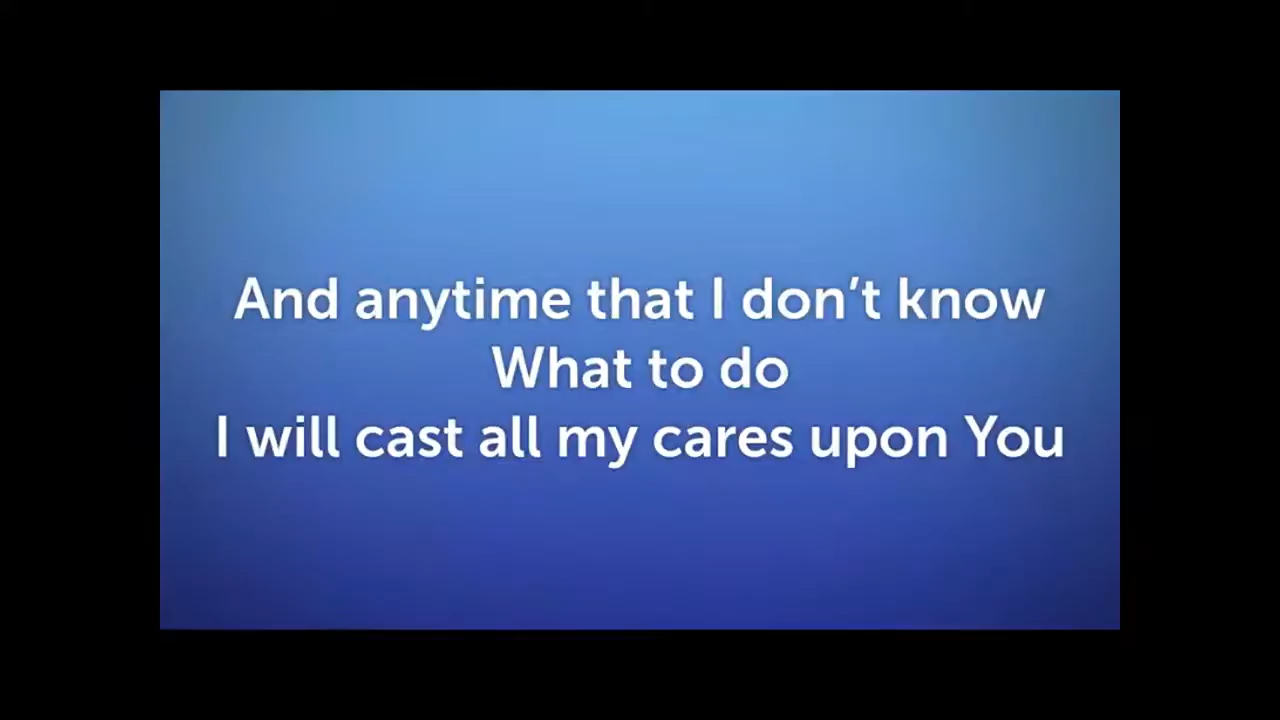 And anytime that I don’t know
What to do
I will cast all my cares upon You